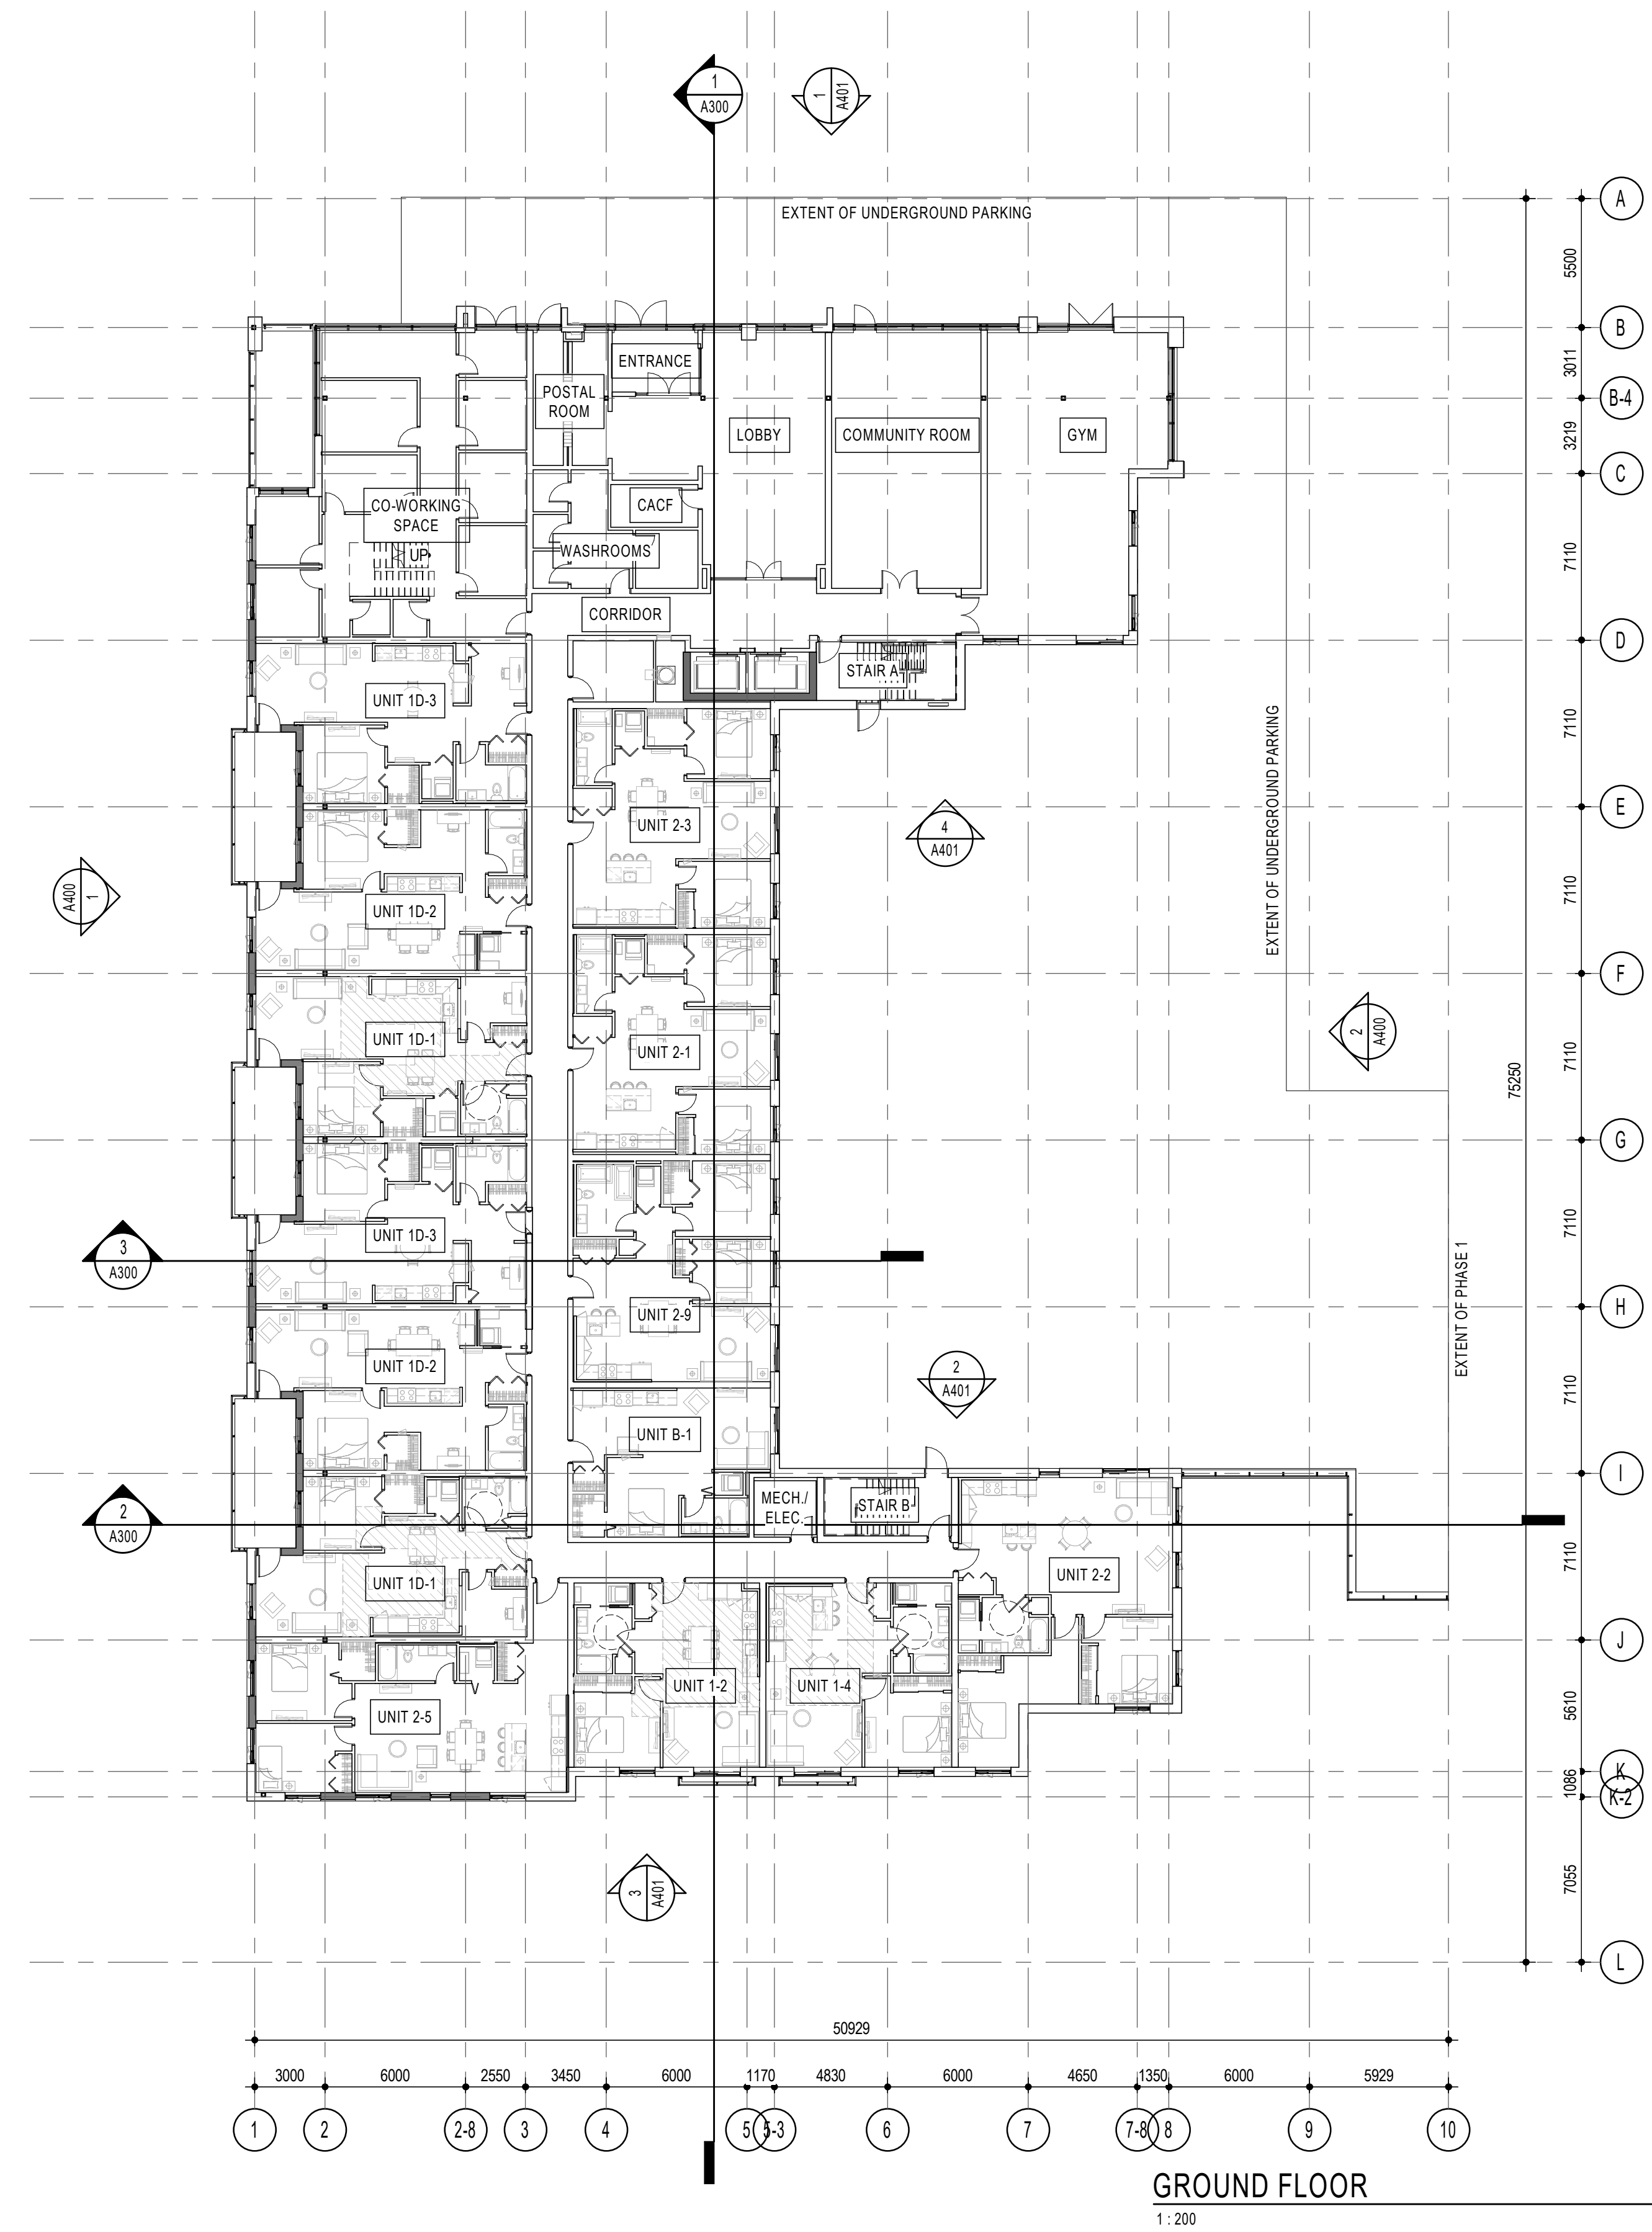 1
A300
1
A401
A
EXTENT OF UNDERGROUND PARKING
5500
B
3011
ENTRANCE
POSTAL
ROOM
B-4
3219
LOBBY
COMMUNITY ROOM
GYM
C
CO-WORKING
SPACE
CACF
UP
WASHROOMS
7110
CORRIDOR
D
STAIR A
UNIT 1D-3
7110
EXTENT OF UNDERGROUND PARKING
E
UNIT 2-3
4
A401
A400
1
UNIT 1D-2
7110
F
UNIT 1D-1
UNIT 2-1
2
A400
7110
75250
G
UNIT 1D-3
7110
3
A300
H
UNIT 2-9
EXTENT OF PHASE 1
UNIT 1D-2
2
A401
7110
UNIT B-1
I
MECH./
ELEC.
STAIR B
2
A300
7110
UNIT 1D-1
UNIT 2-2
J
UNIT 1-2
UNIT 1-4
UNIT 2-5
5610
K
1086
K-2
3
A401
7055
L
50929
3000
6000
2550
3450
6000
1170
4830
6000
4650
1350
6000
5929
1
2
2-8
3
4
5
5-3
6
7
7-8
8
9
10
GROUND FLOOR
1 : 200